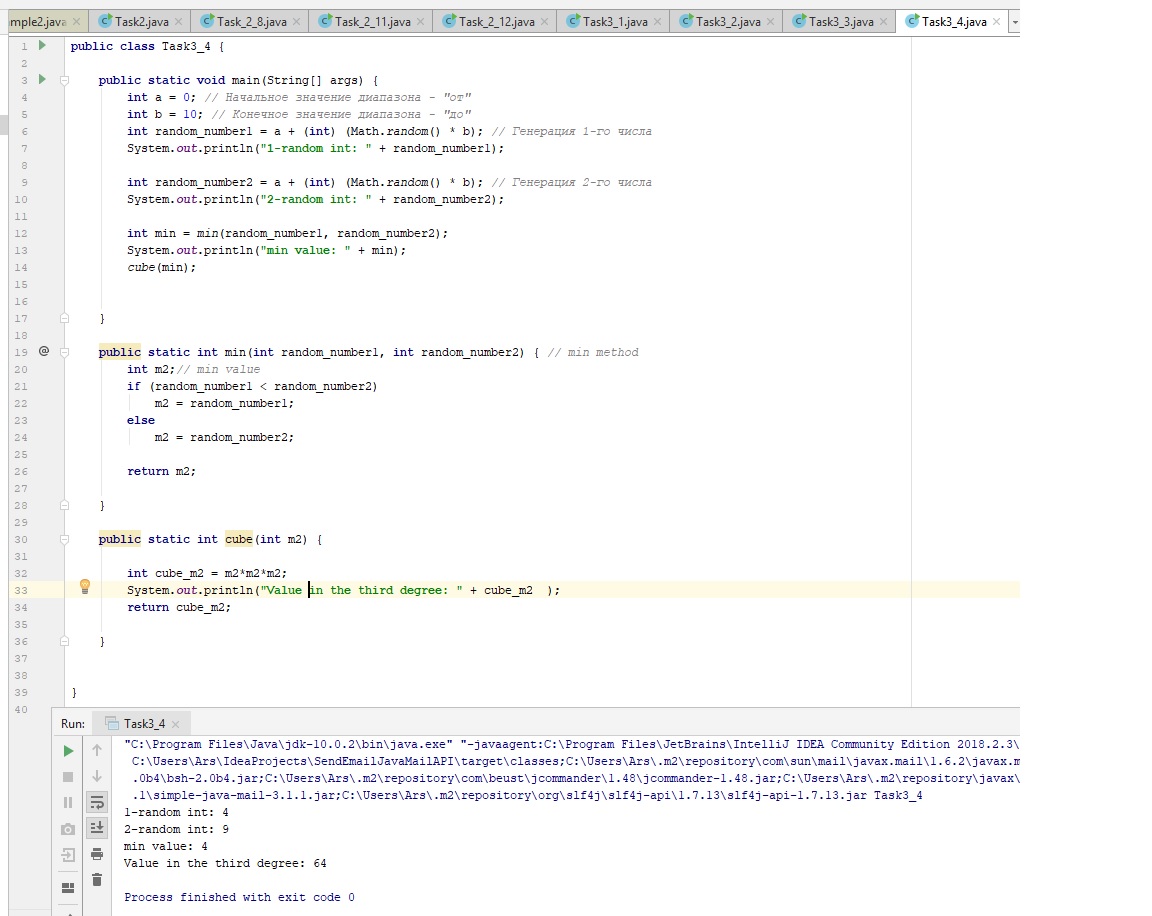 mple2.java Task2.java Task_2_8.java Task_2_11.java Task_2_12.java Task3_1.java Task3_2.java Task3_3.java Task3_4.java
1 public class Task3_4 {
2
3 public static void main(String[] args) {
4 int a = 0; // Начальное значение диапазона - "от"
5 int b = 10; // Конечное значение диапазона - "до"
6 int random_number1 = a + (int) (Math.random() * b); // Генерация 1-го числа
7 System.out.println("1-random int: " + random_number1);
8
9 int random_number2 = a + (int) (Math.random() * b); // Генерация 2-го числа
10 System.out.println("2-random int: " + random_number2);
11
12 int min = min(random_number1, random_number2);
13 System.out.println("min value: " + min);
14 cube(min);
15
16
17 }
18
19 @ public static int min(int random_number1, int random_number2) { // min method
20 int m2;// min value
21 if (random_number1 < random_number2)
22 m2 = random_number1;
23 else
24 m2 = random_number2;
25
26 return m2;
27
28 }
29
30 public static int cube(int m2) {
31
32 int cube_m2 = m2*m2*m2;
33 System.out.println("Value in the third degree: " + cube_m2  );
34 return cube_m2;
35
36 }
37
38
39 }
40
Run: Task3_4
"C:\Program Files\Java\jdk-10.0.2\bin\java.exe" "-javaagent:C:\Program Files\JetBrains\IntelliJ IDEA Community Edition 2018.2.3\
C:\Users\Ars\IdeaProjects\SendEmailJavaMailAPI\target\classes;C:\Users\Ars\.m2\repository\com\sun\mail\javax.mail\1.6.2\javax.m
.0b4\bsh-2.0b4.jar;C:\Users\Ars\.m2\repository\com\beust\jcommander\1.48\jcommander-1.48.jar;C:\Users\Ars\.m2\repository\javax\
.1\simple-java-mail-3.1.1.jar;C:\Users\Ars\.m2\repository\org\slf4j\slf4j-api\1.7.13\slf4j-api-1.7.13.jar Task3_4
1-random int: 4
2-random int: 9
min value: 4
Value in the third degree: 64
Process finished with exit code 0